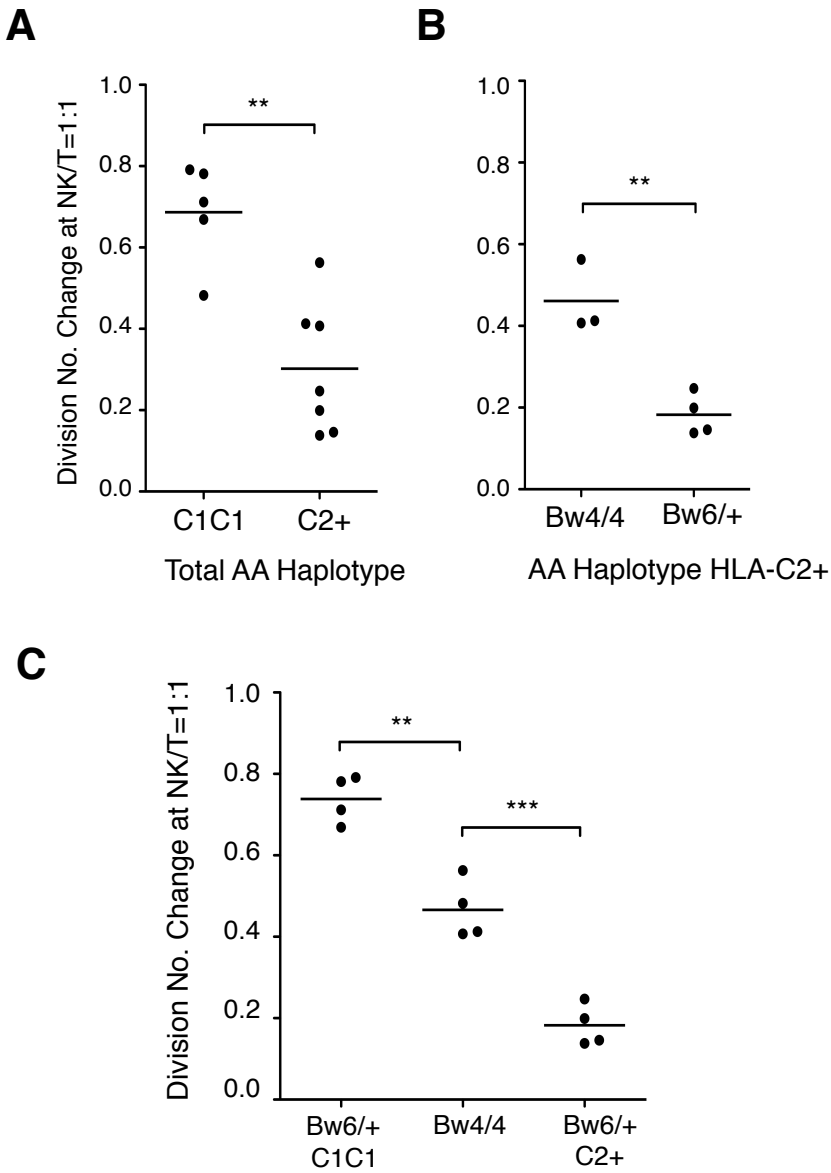 A
Division No. Change at NK/T=1:1
1.0
0.8
0.6
0.4
0.2
0.0
**
C1C1
C2+
Total AA Haplotype
B
1.0
0.8
0.6
0.4
0.2
0.0
**
Bw4/4
Bw6/+
AA Haplotype HLA-C2+
C
Division No. Change at NK/T=1:1
1.0
0.8
0.6
0.4
0.2
0.0
**
***
Bw6/+
C1C1
Bw4/4
Bw6/+
C2+